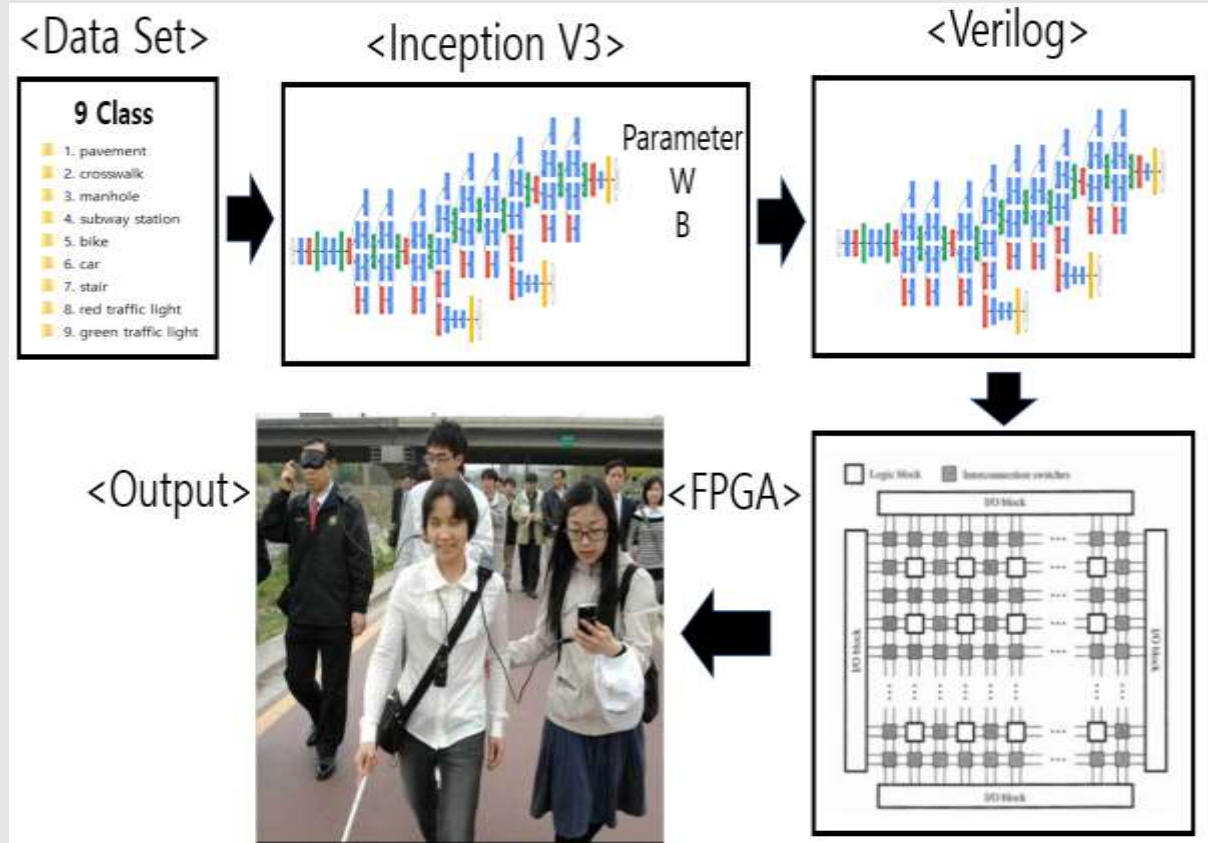 <Data Set>
9 Class
1. pavement
2. crosswalk
3. manhole
4. subway station
5. bike
6. car
7. stair
8. red traffic light
9. green traffic light
<Inception V3>
Parameter
W
B
<Verilog>
<FPGA>
Logic block
Interconnection switches
I/O block
I/O block
I/O block
I/O block
<Output>